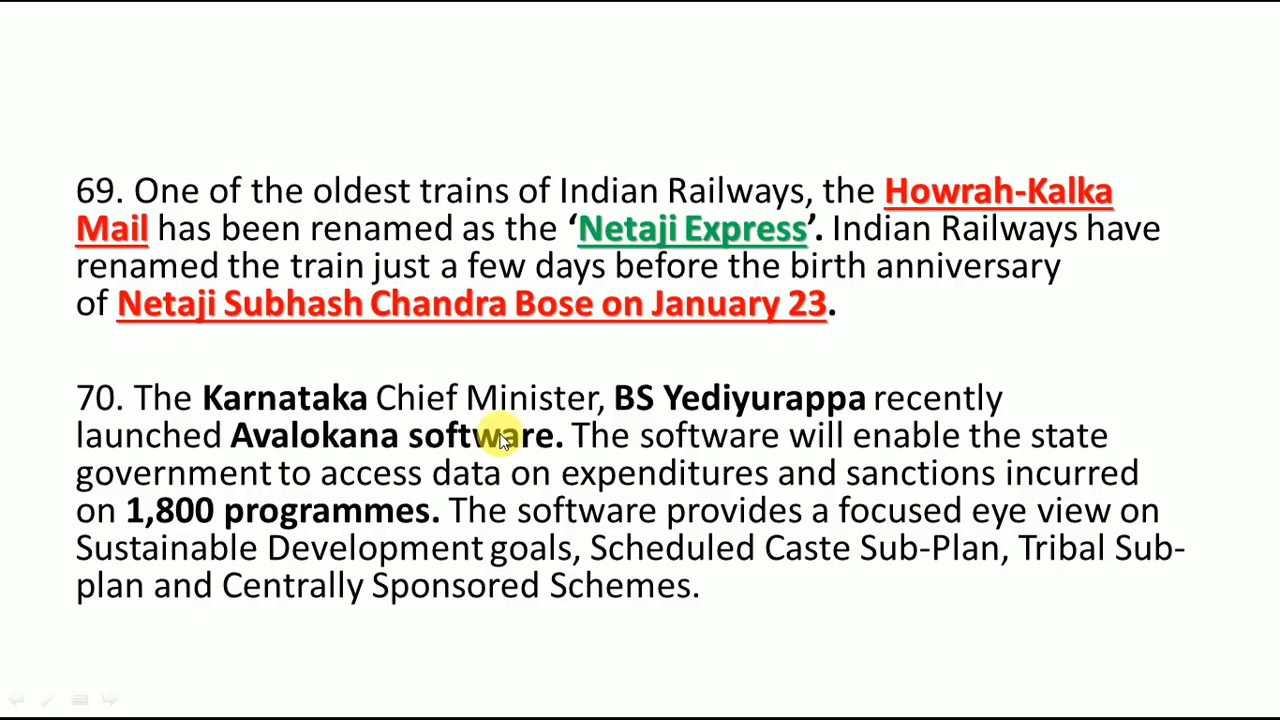 69. One of the oldest trains of Indian Railways, the Howrah-Kalka
Mail has been renamed as the ‘Netaji Express’. Indian Railways have
renamed the train just a few days before the birth anniversary
of Netaji Subhash Chandra Bose on January 23.
70. The Karnataka Chief Minister, BS Yediyurappa recently
launched Avalokana software. The software will enable the state
government to access data on expenditures and sanctions incurred
on 1,800 programmes. The software provides a focused eye view on
Sustainable Development goals, Scheduled Caste Sub-Plan, Tribal Sub-
plan and Centrally Sponsored Schemes.